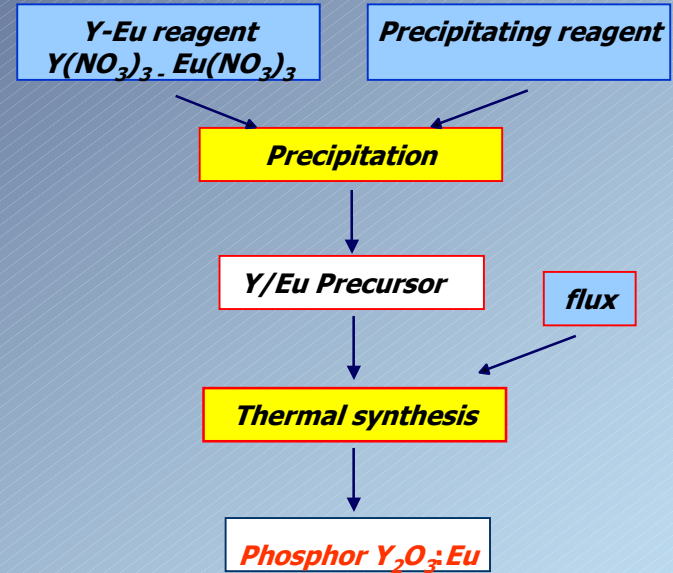 Y-Eu reagent
Y(NO₃)₃ - Eu(NO₃)₃
Precipitating reagent
Precipitation
Y/Eu Precursor
flux
Thermal synthesis
Phosphor Y₂O₃:Eu